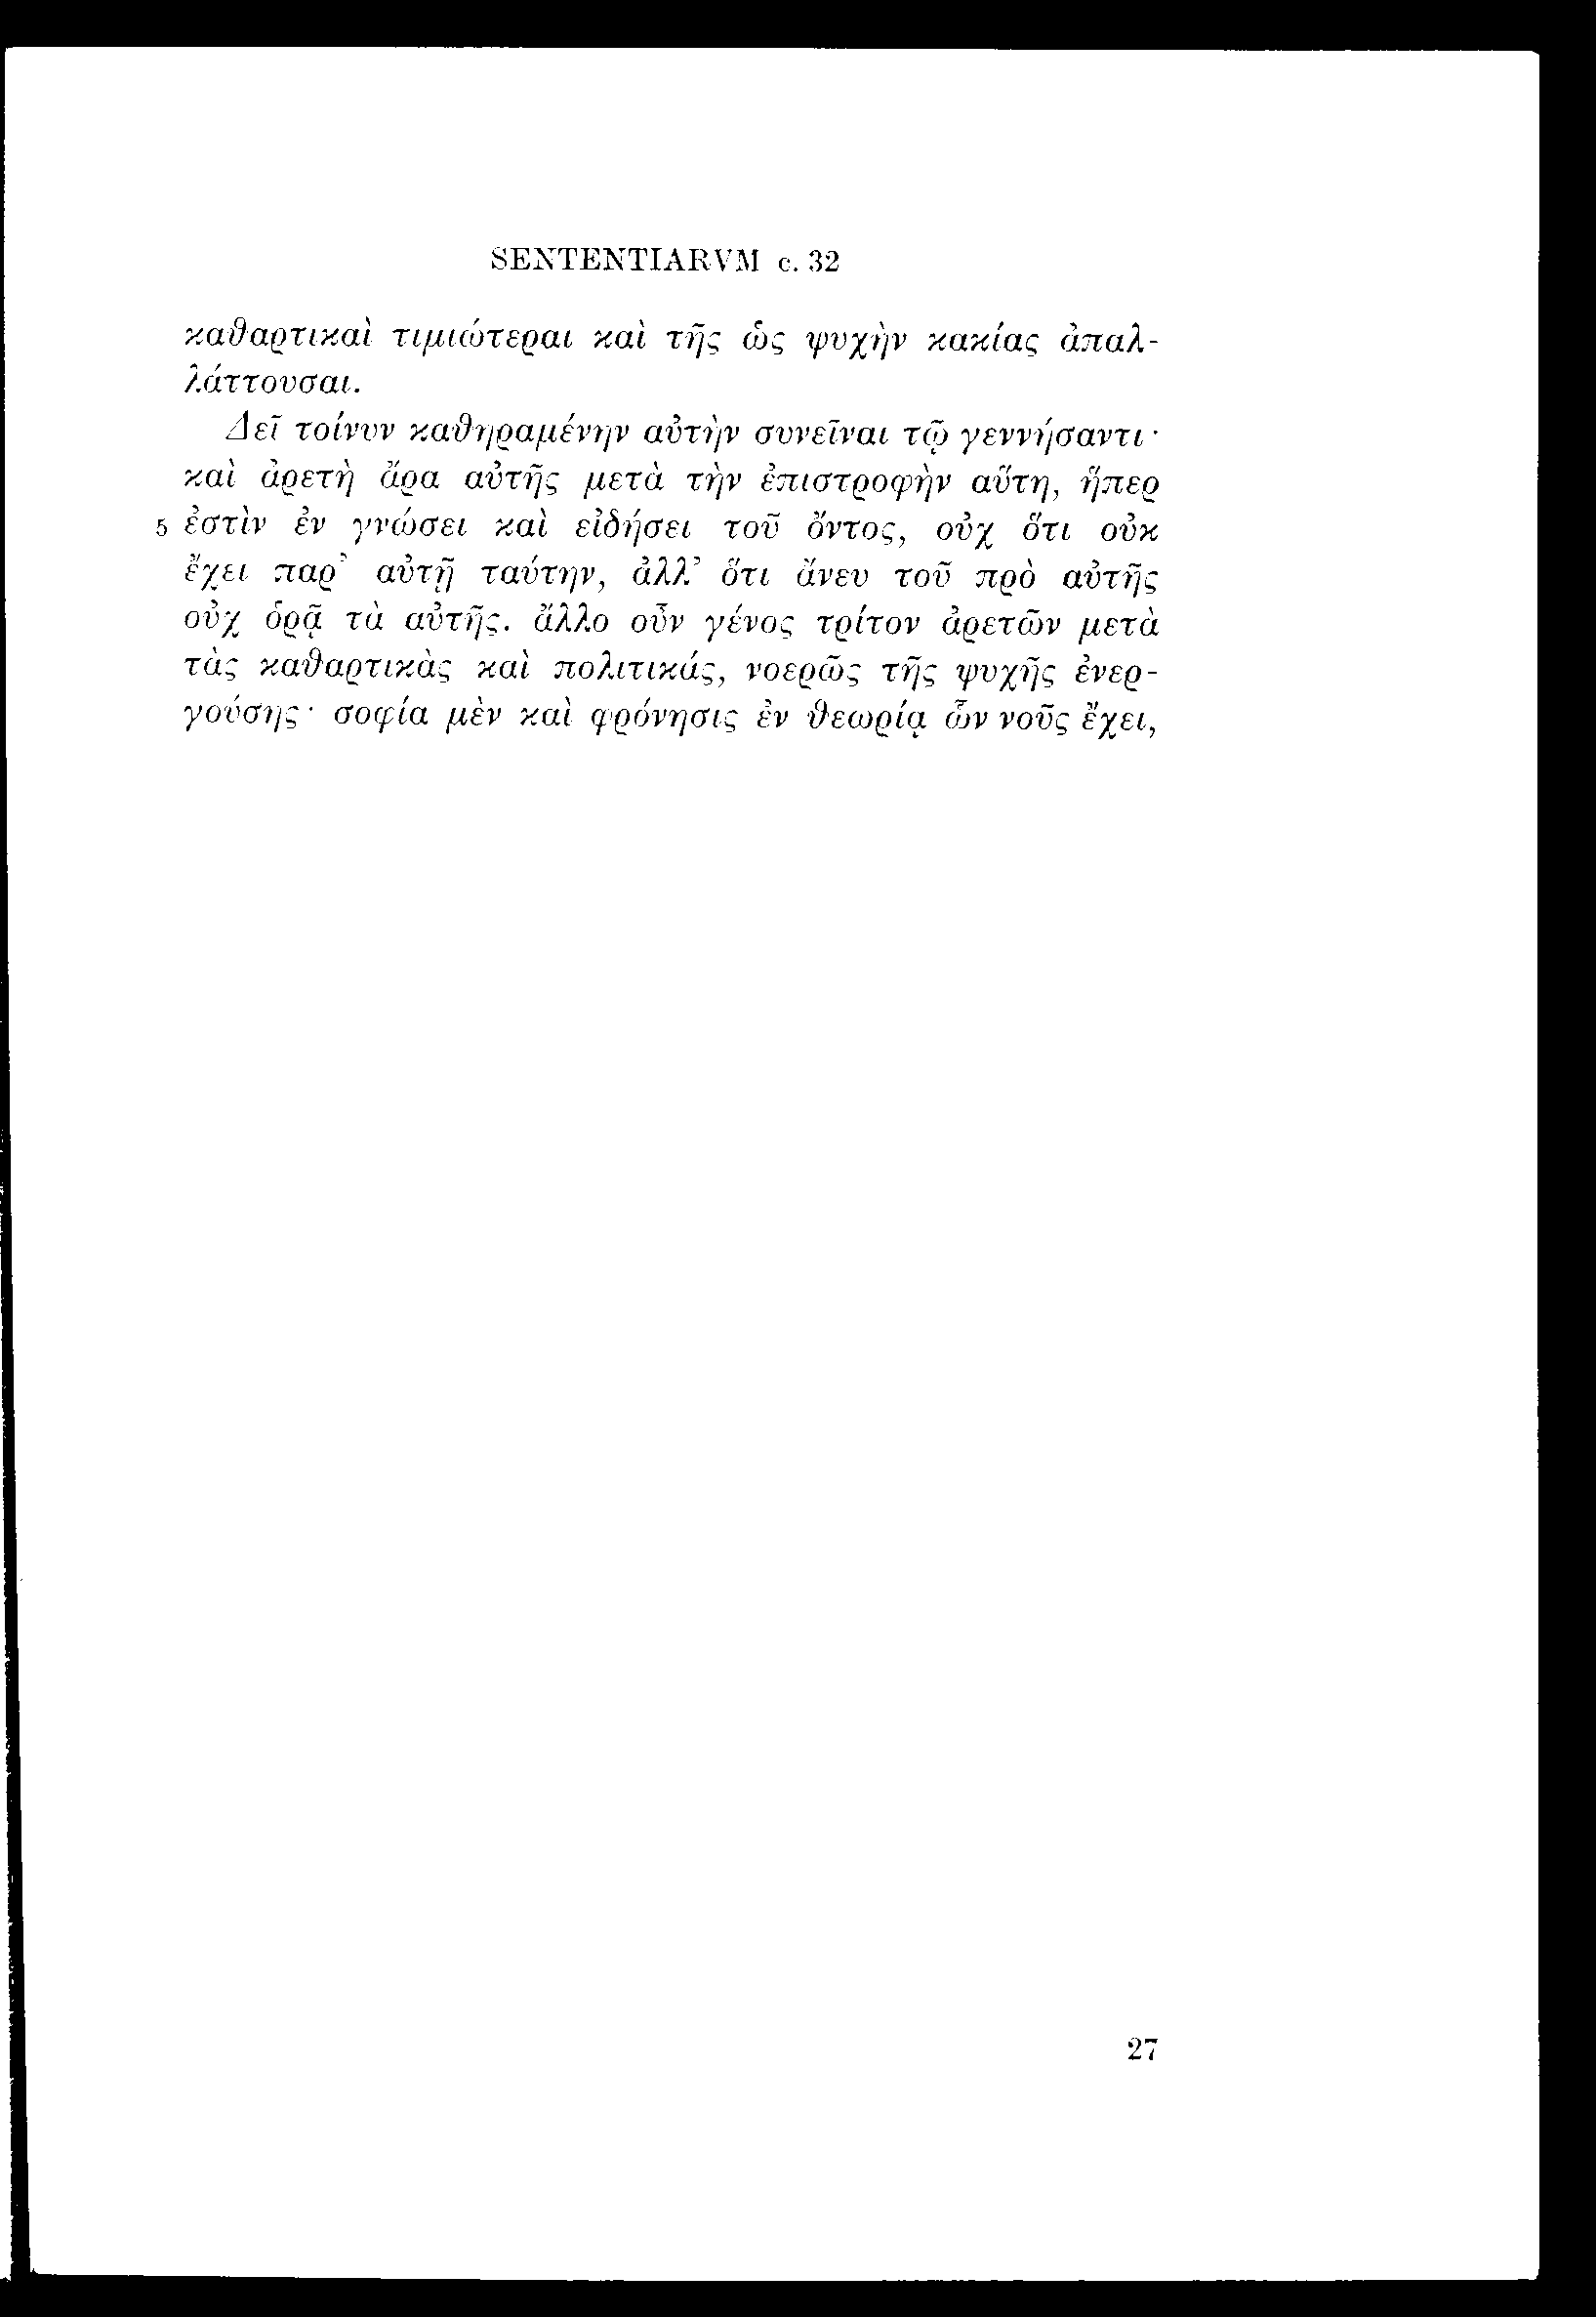 SENTENTIARVM c. 32
καθαρτικαὶ τιμιώτεραι καὶ τῆς ὡς ψυχὴν κακίας ἀπαλ-
λάττουσαι.
Δεῖ τοίνυν καθηραμένην αὐτὴν συνεῖναι τῷ γεννήσαντι·
καὶ ἀρετὴ ἄρα αὐτῆς μετὰ τὴν ἐπιστροφὴν αὕτη, ἥπερ
5 ἐστὶν ἐν γνώσει καὶ εἰδήσει τοῦ ὄντος, οὐχ ὅτι οὐκ
ἔχει παρ’ αὐτῇ ταύτην, ἀλλ’ ὅτι ἄνευ τοῦ πρὸ αὐτῆς
οὐχ ὁρᾷ τὰ αὐτῆς. ἄλλο οὖν γένος τρίτον ἀρετῶν μετὰ
τὰς καθαρτικὰς καὶ πολιτικάς, νοερῶς τῆς ψυχῆς ἐνερ-
γούσης· σοφία μὲν καὶ φρόνησις ἐν θεωρίᾳ ὧν νοῦς ἔχει,
27